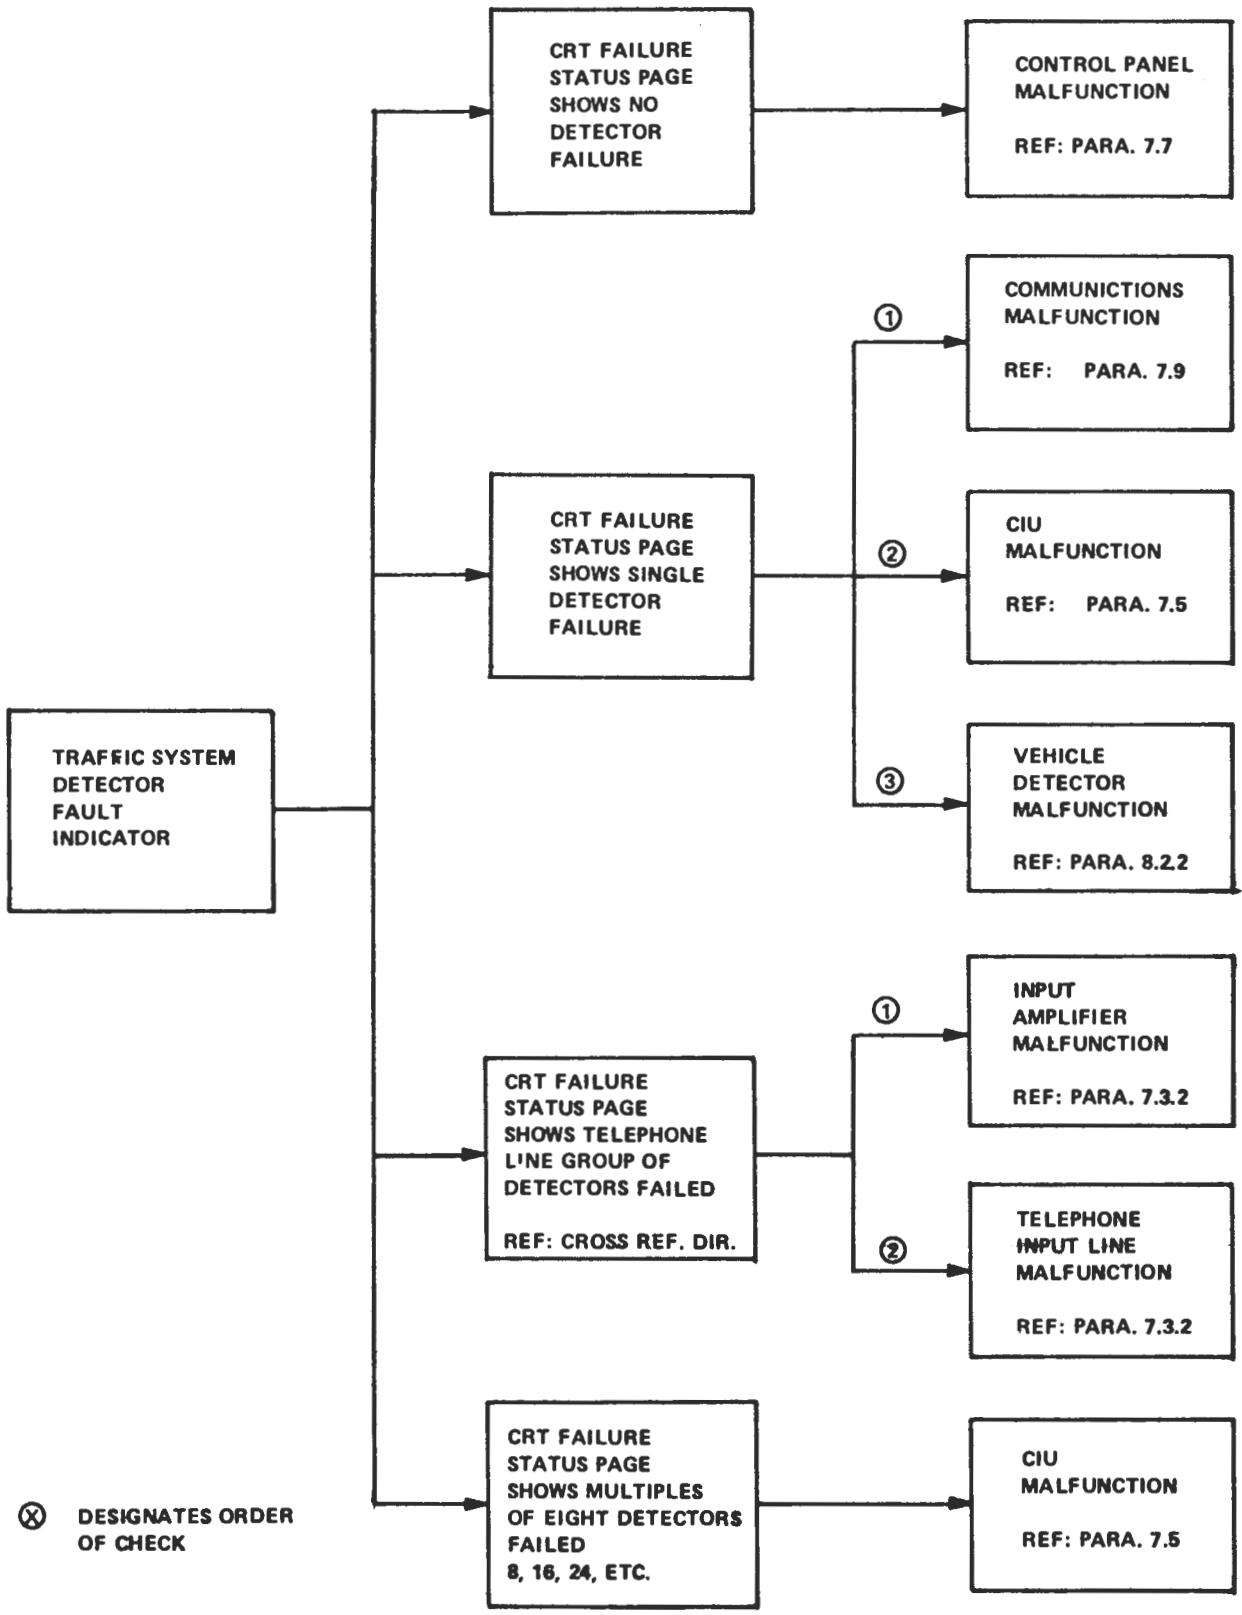 CRT FAILURE
STATUS PAGE
SHOWS NO
DETECTOR
FAILURE
CONTROL PANEL
MALFUNCTION
REF: PARA. 7.7
COMMUNICTIONS
MALFUNCTION
REF: PARA. 7.9
1
CRT FAILURE
STATUS PAGE
SHOWS SINGLE
DETECTOR
FAILURE
2
CIU
MALFUNCTION
REF: PARA. 7.5
3
VEHICLE
DETECTOR
MALFUNCTION
REF: PARA. 8.2.2
TRAFFIC SYSTEM
DETECTOR
FAULT
INDICATOR
1
INPUT
AMPLIFIER
MALFUNCTION
REF: PARA. 7.3.2
CRT FAILURE
STATUS PAGE
SHOWS TELEPHONE
LINE GROUP OF
DETECTORS FAILED
REF: CROSS REF. DIR.
2
TELEPHONE
INPUT LINE
MALFUNCTION
REF: PARA. 7.3.2
CRT FAILURE
STATUS PAGE
SHOWS MULTIPLES
OF EIGHT DETECTORS
FAILED
8, 16, 24, ETC.
CIU
MALFUNCTION
REF: PARA. 7.5
X DESIGNATES ORDER
OF CHECK